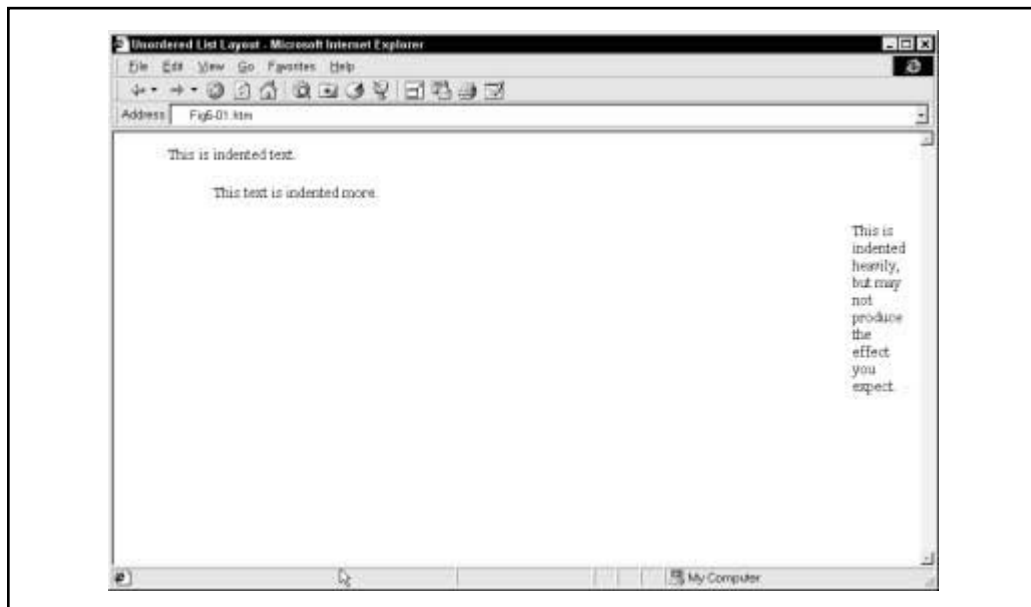 Unordered List Layout - Microsoft Internet Explorer
File Edit View Go Favorites Help
Address Fig6-01.htm
This is indented text.
This text is indented more.
This is
indented
heavily,
but may
not
produce
the
effect
you
expect.
My Computer